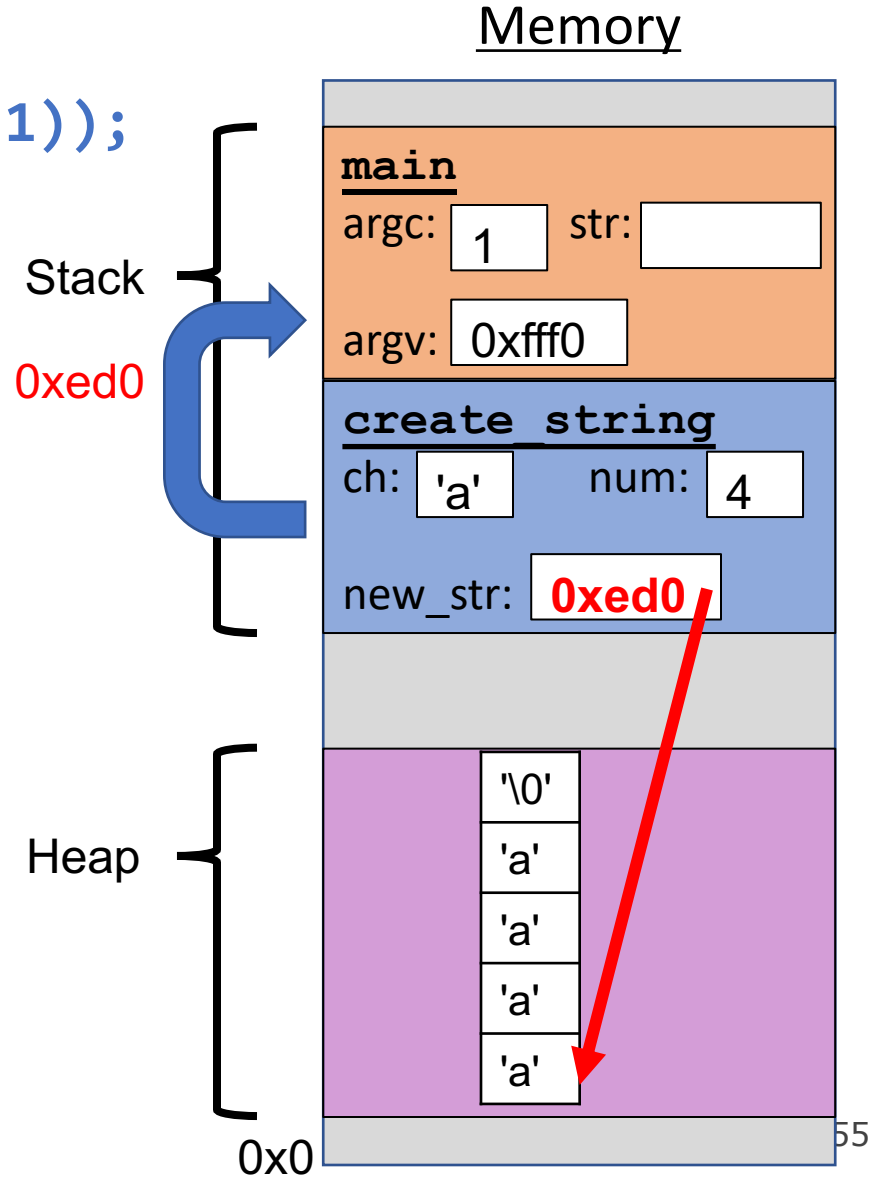 Memory
1));
main
argc: 1 str:
Stack
argv: 0xfff0
0xed0
create_string
ch: 'a' num: 4
new_str: 0xed0
'\0'
Heap
'a'
'a'
'a'
'a'
0x0
55